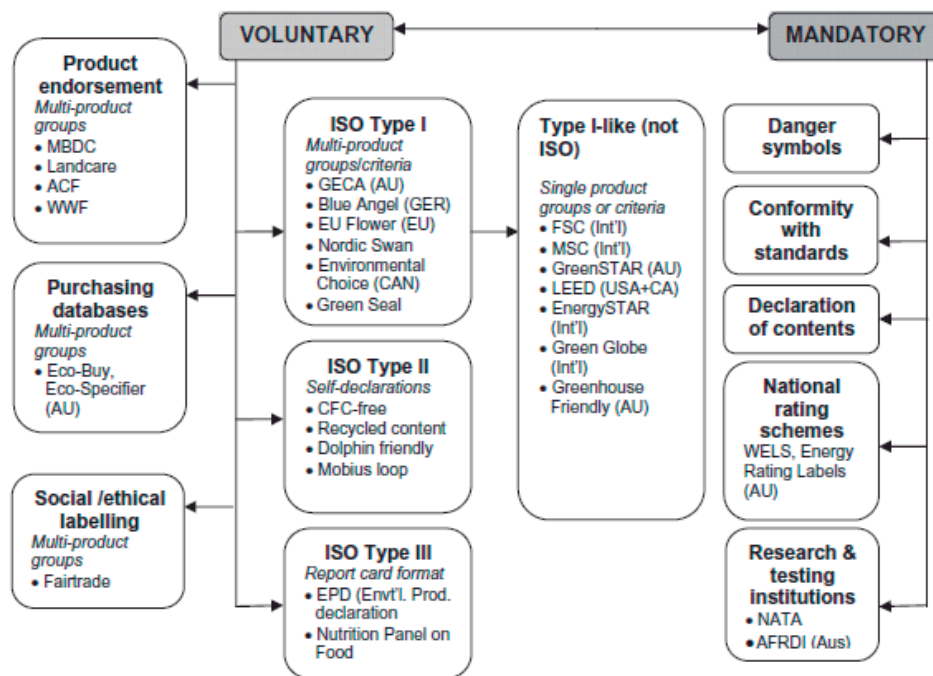 VOLUNTARY
MANDATORY
Product
endorsement
Multi-product
groups
• MBDC
• Landcare
• ACF
• WWF
Purchasing
databases
Multi-product
groups
• Eco-Buy,
Eco-Specifier
(AU)
Social /ethical
labelling
Multi-product
groups
• Fairtrade
ISO Type I
Multi-product
groups/criteria
• GECA (AU)
• Blue Angel (GER)
• EU Flower (EU)
• Nordic Swan
• Environmental
Choice (CAN)
• Green Seal
ISO Type II
Self-declarations
• CFC-free
• Recycled content
• Dolphin friendly
• Mobius loop
ISO Type III
Report card format
• EPD (Envt'l. Prod.
declaration
• Nutrition Panel on
Food
Type I-like (not
ISO)
Single product
groups or criteria
• FSC (Int'l)
• MSC (Int'l)
• GreenSTAR (AU)
• LEED (USA+CA)
• EnergySTAR
(Int'l)
• Green Globe
(Int'l)
• Greenhouse
Friendly (AU)
Danger
symbols
Conformity
with
standards
Declaration
of contents
National
rating
schemes
WELS, Energy
Rating Labels
(AU)
Research &
testing
institutions
• NATA
• AFRDI (Aus)